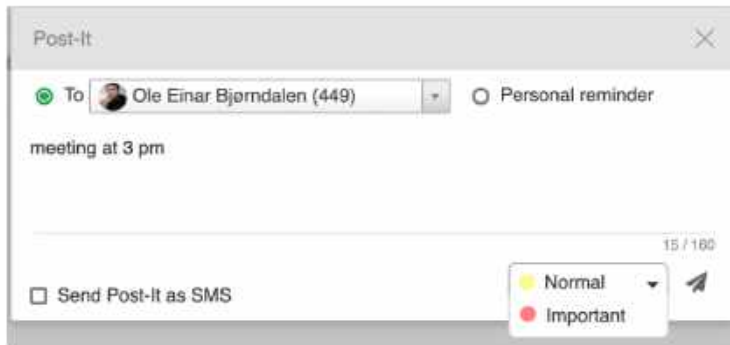 Post-It
To Ole Einar Bjørndalen (449) Personal reminder
meeting at 3 pm
15 / 160
Send Post-It as SMS
Normal
Important